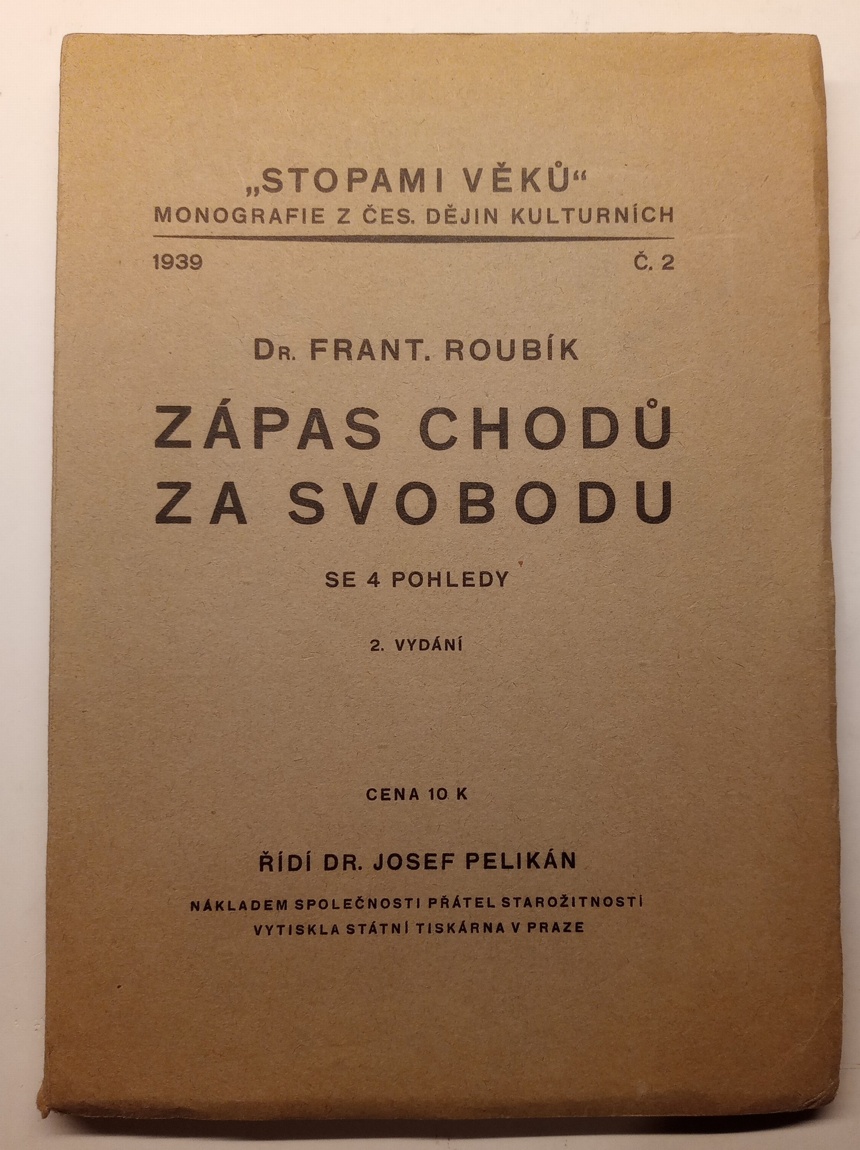 „STOPAMI VĚKŮ“
MONOGRAFIE Z ČES. DĚJIN KULTURNÍCH
1939 Č. 2
DR. FRANT. ROUBÍK
ZÁPAS CHODŮ
ZA SVOBODU
SE 4 POHLEDY
2. VYDÁNÍ
CENA 10 K
ŘÍDÍ DR. JOSEF PELIKÁN
NÁKLADEM SPOLEČNOSTI PŘÁTEL STAROŽITNOSTÍ
VYTISKLA STÁTNÍ TISKÁRNA V PRAZE